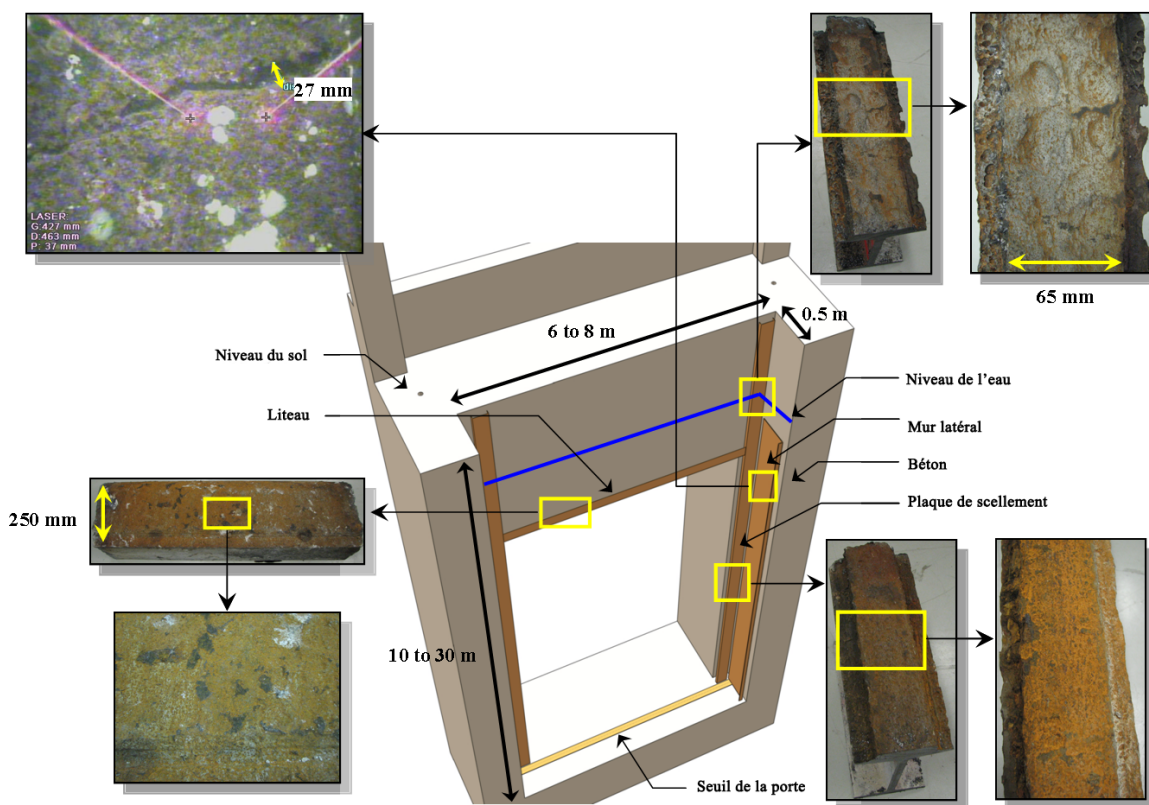 27 mm
LASER:
G:427 mm
D:463 mm
P: 37 mm
65 mm
6 to 8 m
0.5 m
Niveau du sol
Niveau de l’eau
Liteau
Mur latéral
Béton
250 mm
Plaque de scellement
10 to 30 m
Seuil de la porte